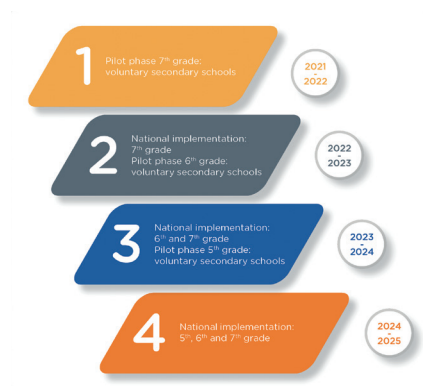 1
Pilot phase 7th grade:
voluntary secondary schools
2021
-
2022
2
National implementation:
7th grade
Pilot phase 6th grade:
voluntary secondary schools
2022
-
2023
3
National implementation:
6th and 7th grade
Pilot phase 5th grade:
voluntary secondary schools
2023
-
2024
4
National implementation:
5th, 6th and 7th grade
2024
-
2025